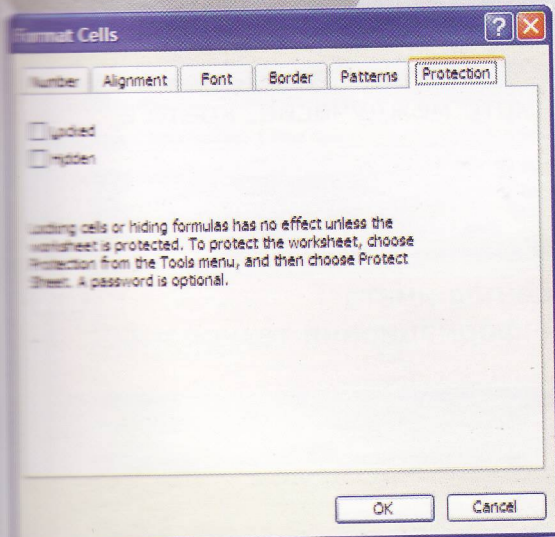 Format Cells
Number Alignment Font Border Patterns Protection
Locked
Hidden
Locking cells or hiding formulas has no effect unless the
worksheet is protected. To protect the worksheet, choose
Protection from the Tools menu, and then choose Protect
Sheet. A password is optional.
OK Cancel